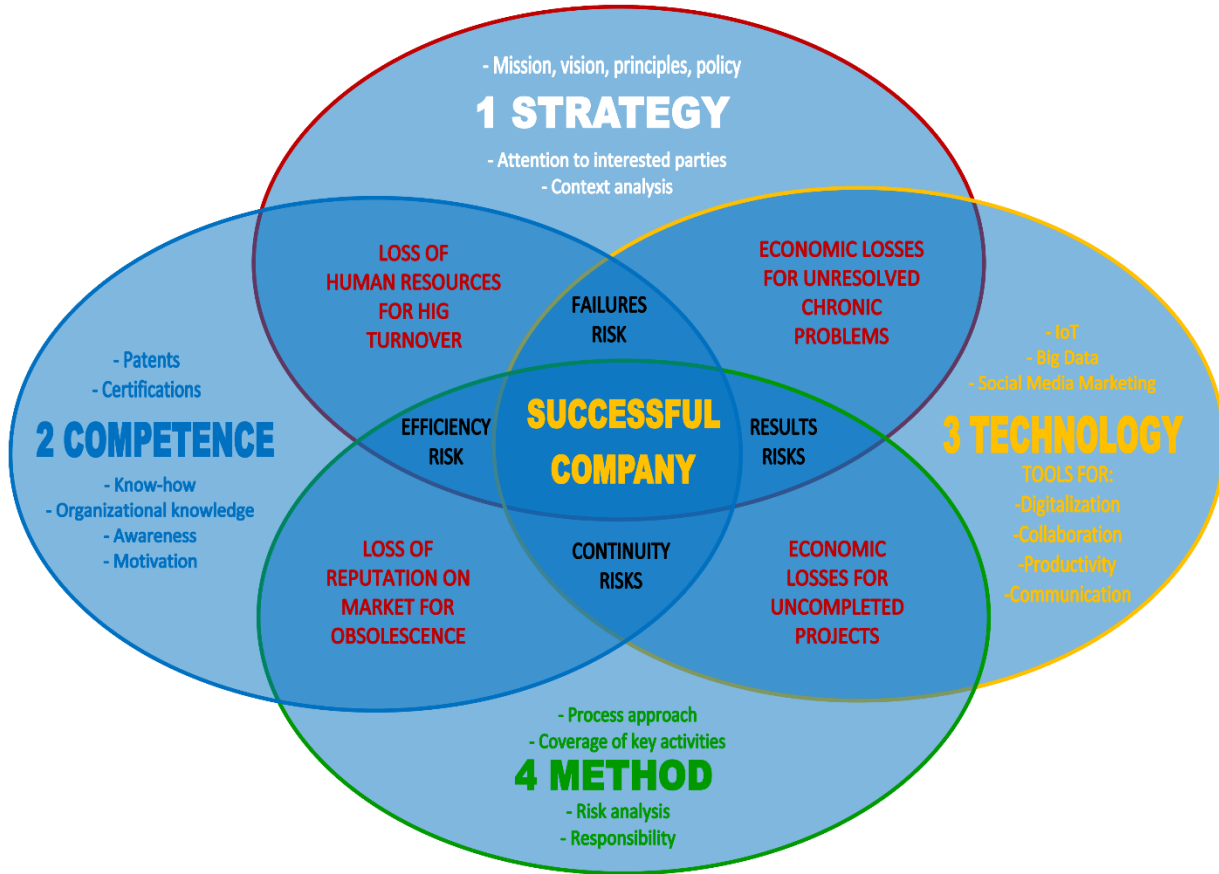 - Mission, vision, principles, policy
1 STRATEGY
- Attention to interested parties
- Context analysis
LOSS OF
HUMAN RESOURCES
FOR HIG
TURNOVER
FAILURES
RISK
ECONOMIC LOSSES
FOR UNRESOLVED
CHRONIC
PROBLEMS
- Patents
- Certifications
2 COMPETENCE
- Know-how
- Organizational knowledge
- Awareness
- Motivation
EFFICIENCY
RISK
SUCCESSFUL
COMPANY
RESULTS
RISKS
- IoT
- Big Data
- Social Media Marketing
3 TECHNOLOGY
TOOLS FOR:
-Digitalization
-Collaboration
-Productivity
-Communication
LOSS OF
REPUTATION ON
MARKET FOR
OBSOLESCENCE
CONTINUITY
RISKS
ECONOMIC
LOSSES FOR
UNCOMPLETED
PROJECTS
- Process approach
- Coverage of key activities
4 METHOD
- Risk analysis
- Responsibility